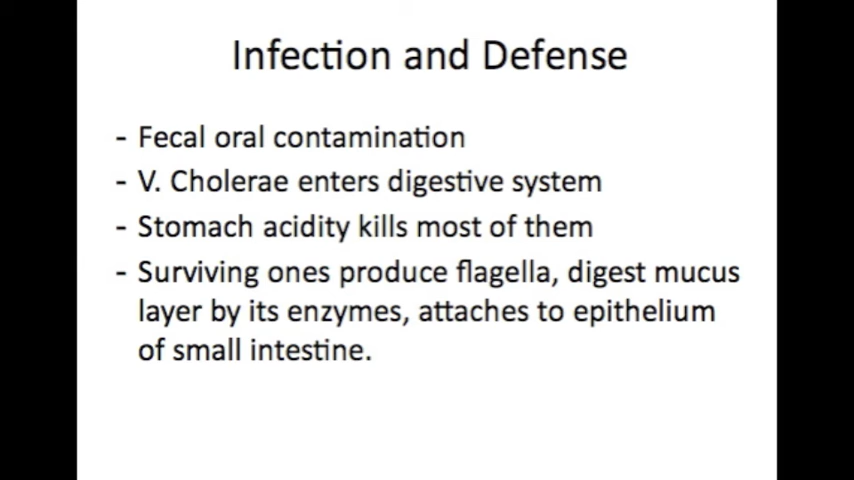 Infection and Defense
- Fecal oral contamination
- V. Cholerae enters digestive system
- Stomach acidity kills most of them
- Surviving ones produce flagella, digest mucus
layer by its enzymes, attaches to epithelium
of small intestine.